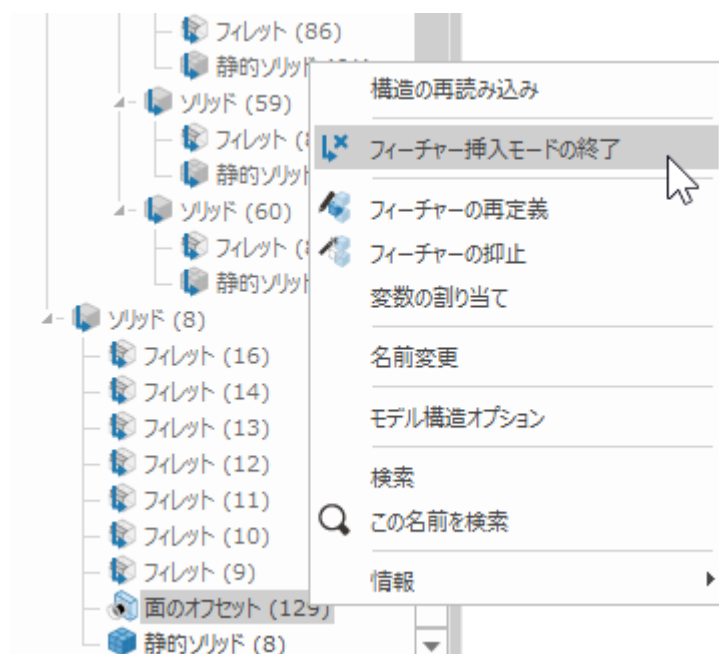 フィレット (86)
静的ソリッド
ソリッド (59)
フィレット (
静的ソリッド
ソリッド (60)
フィレット (
静的ソリッド
ソリッド (8)
フィレット (16)
フィレット (14)
フィレット (13)
フィレット (12)
フィレット (11)
フィレット (10)
フィレット (9)
面のオフセット (129)
静的ソリッド (8)
構造の再読み込み
フィーチャー挿入モードの終了
フィーチャーの再定義
フィーチャーの抑止
変数の割り当て
名前変更
モデル構造オプション
検索
この名前を検索
情報